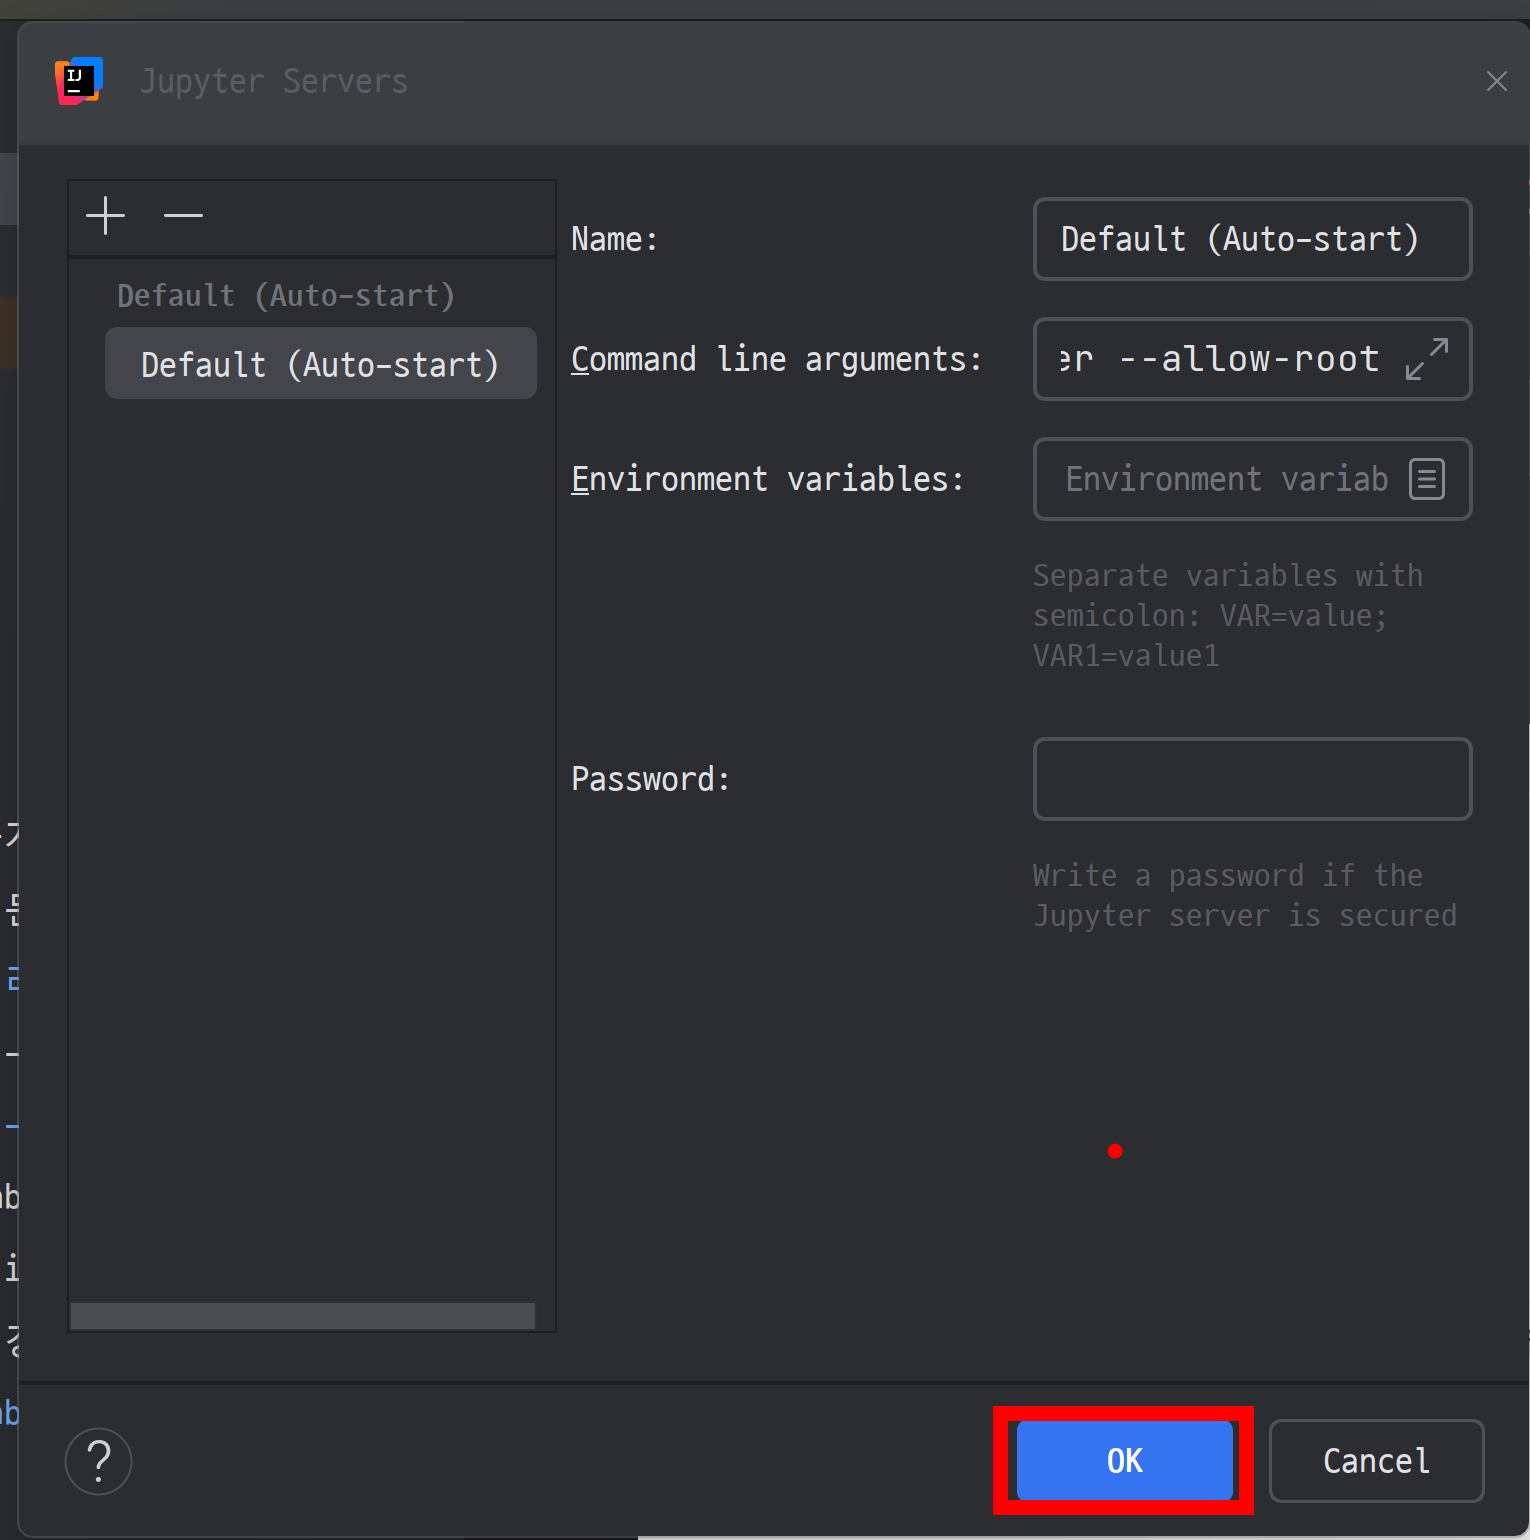 IJ
Jupyter Servers
Default (Auto-start)
Default (Auto-start)
Name:
Default (Auto-start)
Command line arguments:
--allow-root
Environment variables:
Environment variab
Separate variables with
semicolon: VAR=value;
VAR1=value1
Password:
Write a password if the
Jupyter server is secured
?
OK
Cancel